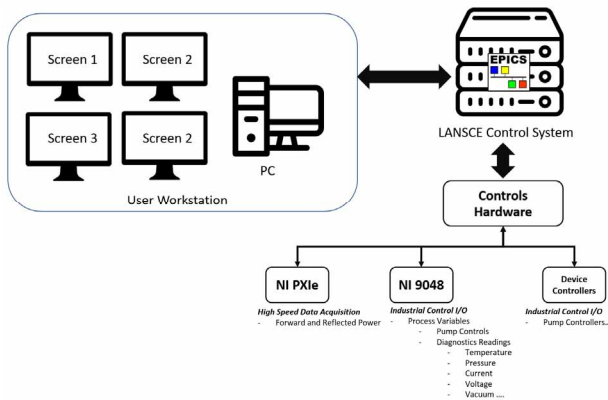 Screen 1
Screen 2
Screen 3
Screen 2
PC
User Workstation
EPICS
LANSCE Control System
Controls
Hardware
NI PXIe
High Speed Data Acquisition
- Forward and Reflected Power
NI 9048
Industrial Control I/O
- Process Variables
- Pump Controls
- Diagnostics Readings
- Temperature
- Pressure
- Current
- Voltage
- Vacuum ....
Device
Controllers
Industrial Control I/O
- Pump Controllers..